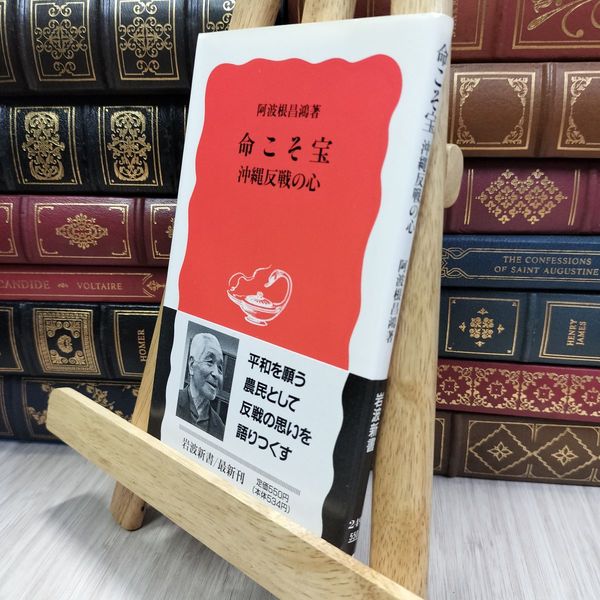 阿波根昌鴻著
命こそ宝
沖縄反戦の心
平和を願う
農民として
反戦の思いを
語りつくす
岩波新書/最新刊
定価550円
(本体534円)
命こそ宝 沖縄反戦の心
阿波根昌鴻著
岩波新書
CANDIDE
VOLTAIRE
HOMER
THE CONFESSIONS
OF SAINT AUGUSTINE
HENRY
JAMES